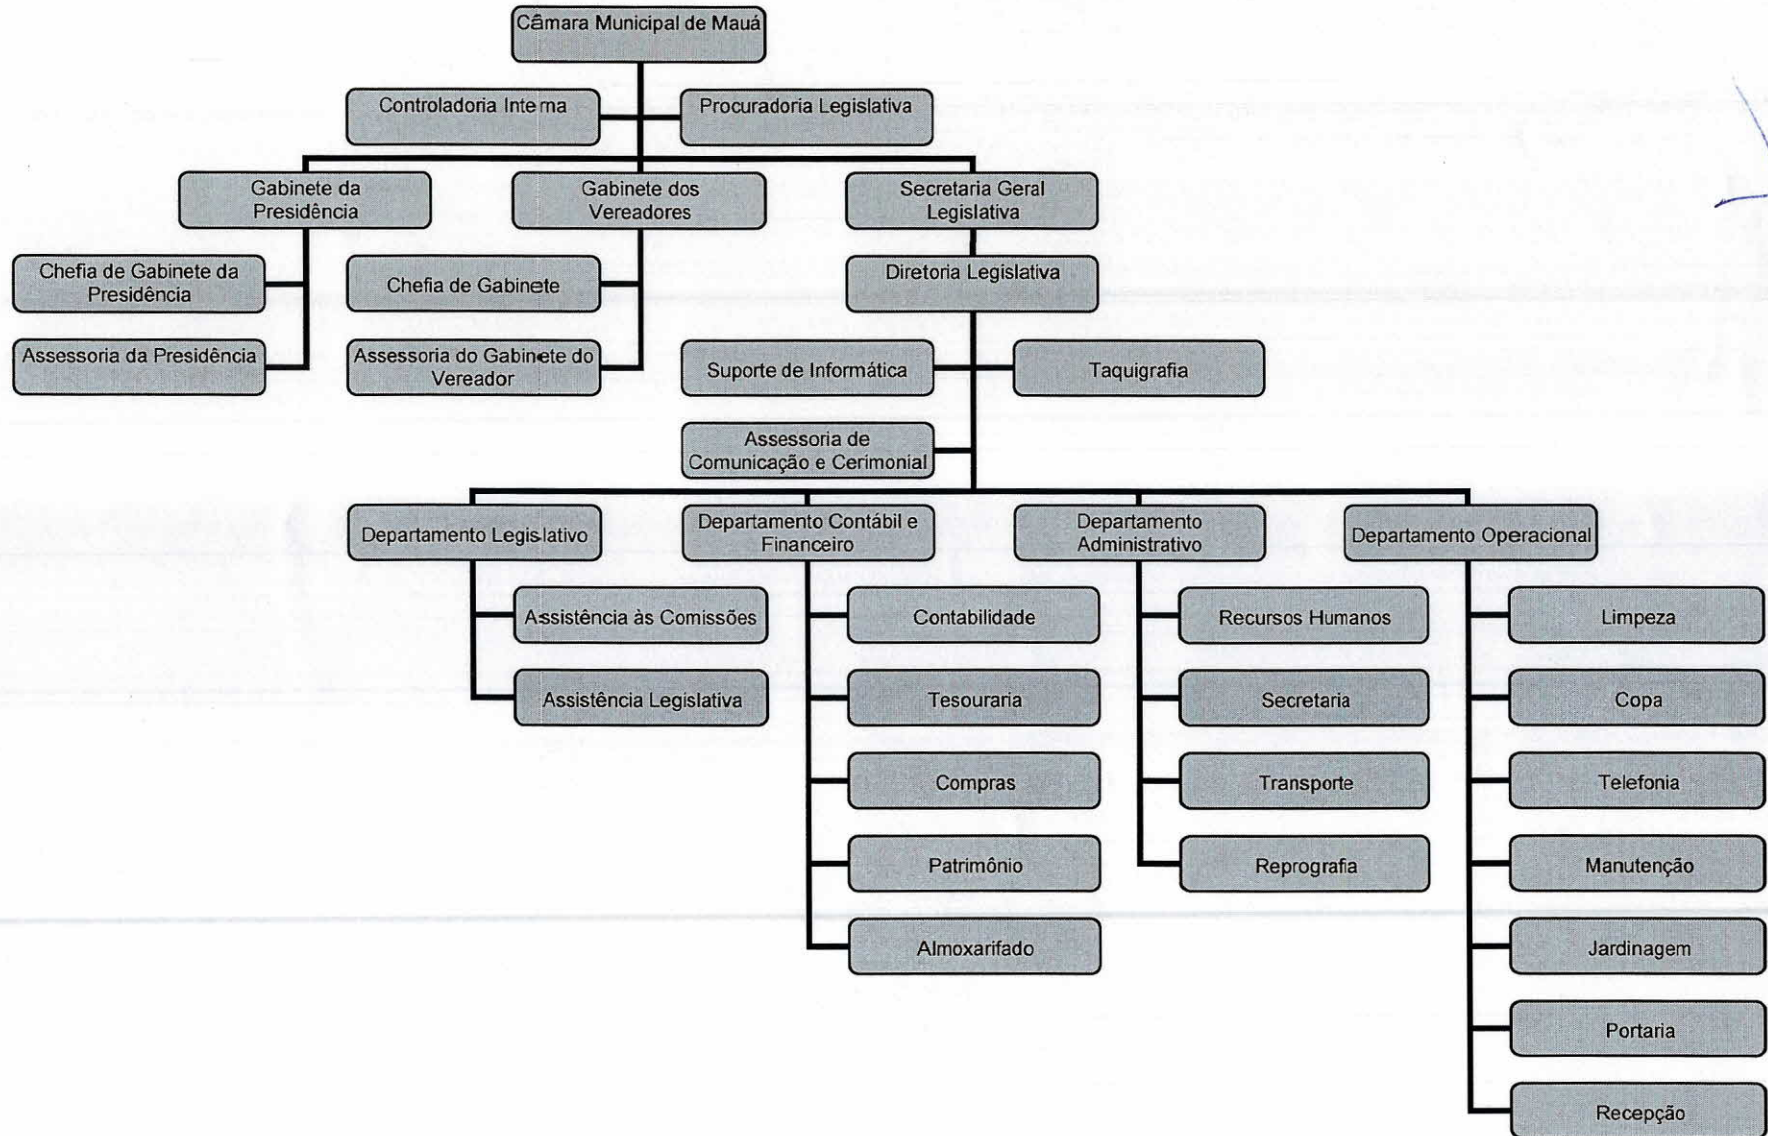 Câmara Municipal de Mauá
Controladoria Interna
Procuradoria Legislativa
Gabinete da
Presidência
Gabinete dos
Vereadores
Secretaria Geral
Legislativa
Chefia de Gabinete da
Presidência
Chefia de Gabinete
Diretoria Legislativa
Assessoria da Presidência
Assessoria do Gabinete do
Vereador
Suporte de Informática
Taquigrafia
Assessoria de
Comunicação e Cerimonial
Departamento Legislativo
Departamento Contábil e
Financeiro
Departamento
Administrativo
Departamento Operacional
Assistência às Comissões
Contabilidade
Recursos Humanos
Limpeza
Assistência Legislativa
Tesouraria
Secretaria
Copa
Compras
Transporte
Telefonia
Patrimônio
Reprografia
Manutenção
Almoxarifado
Jardinagem
Portaria
Recepção